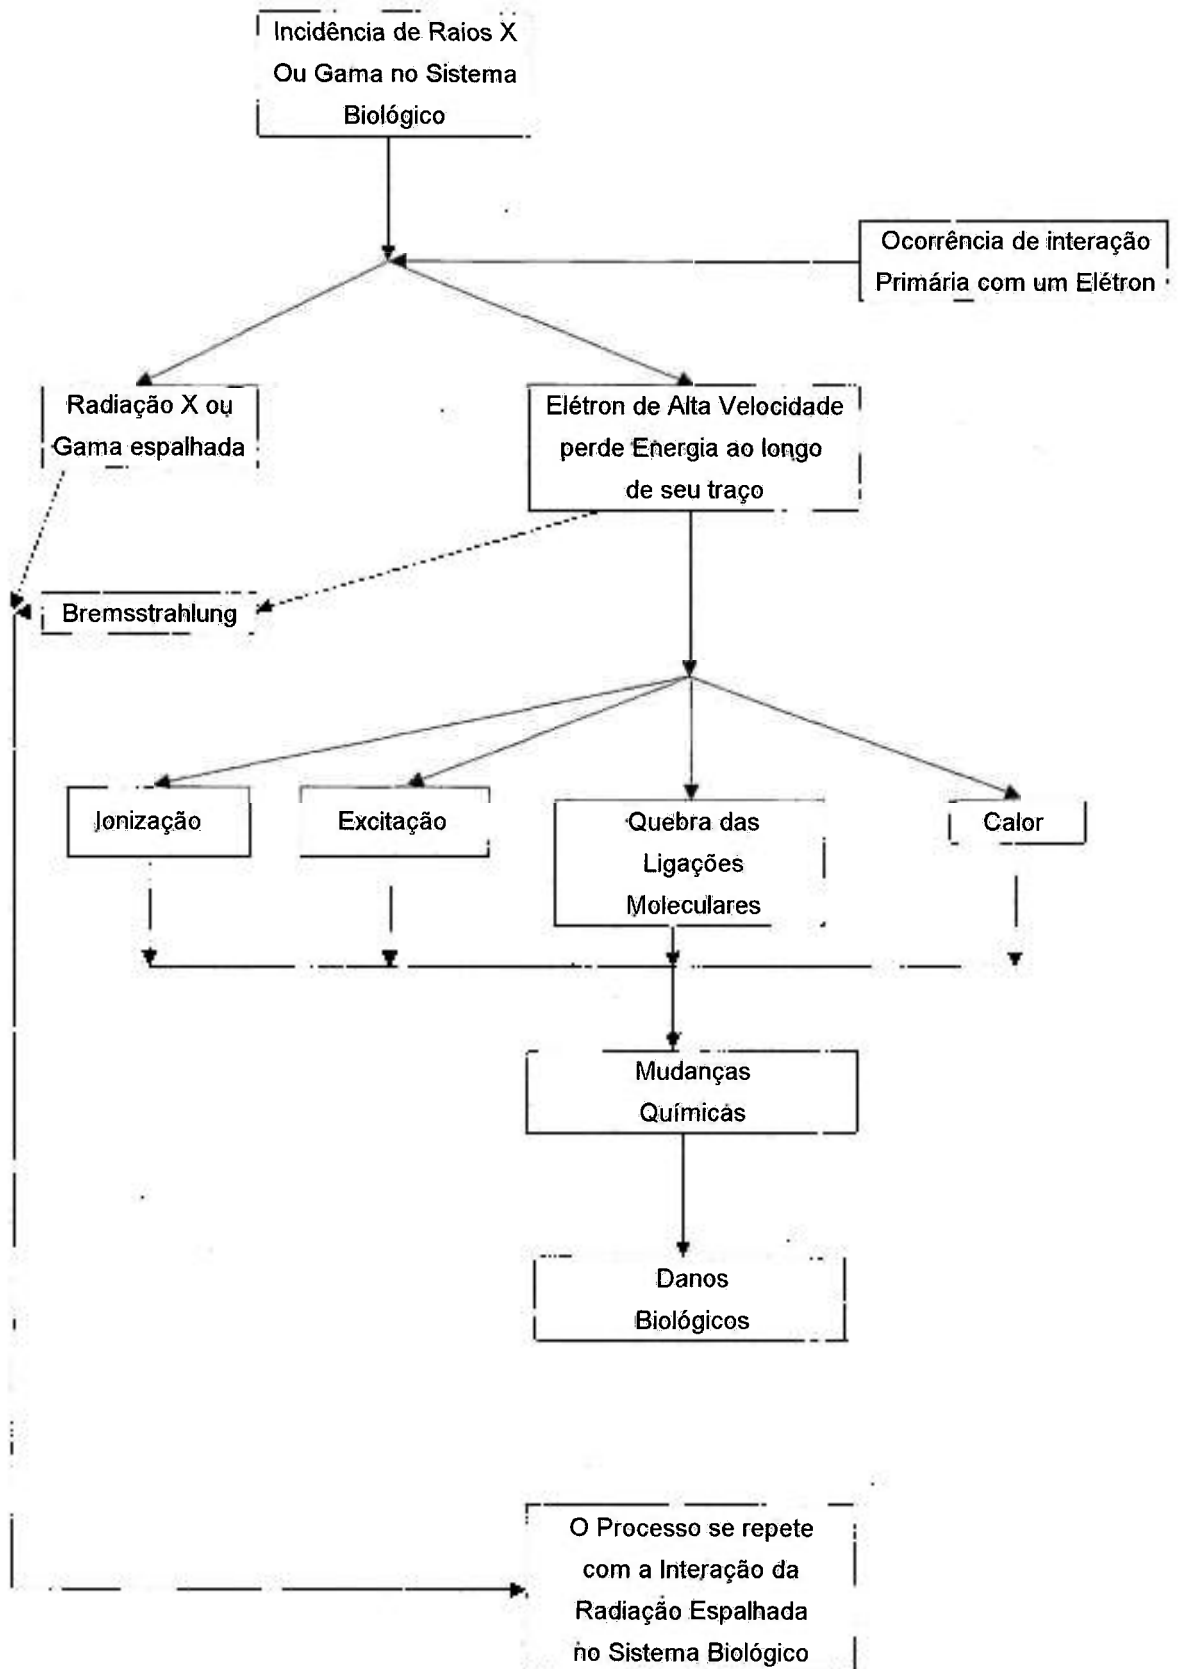 Incidência de Raios X
Ou Gama no Sistema
Biológico
Ocorrência de interação
Primária com um Elétron
Radiação X ou
Gama espalhada
Elétron de Alta Velocidade
perde Energia ao longo
de seu traço
Bremsstrahlung
Ionização
Excitação
Quebra das
Ligações
Moleculares
Calor
Mudanças
Químicas
Danos
Biológicos
O Processo se repete
com a Interação da
Radiação Espalhada
no Sistema Biológico